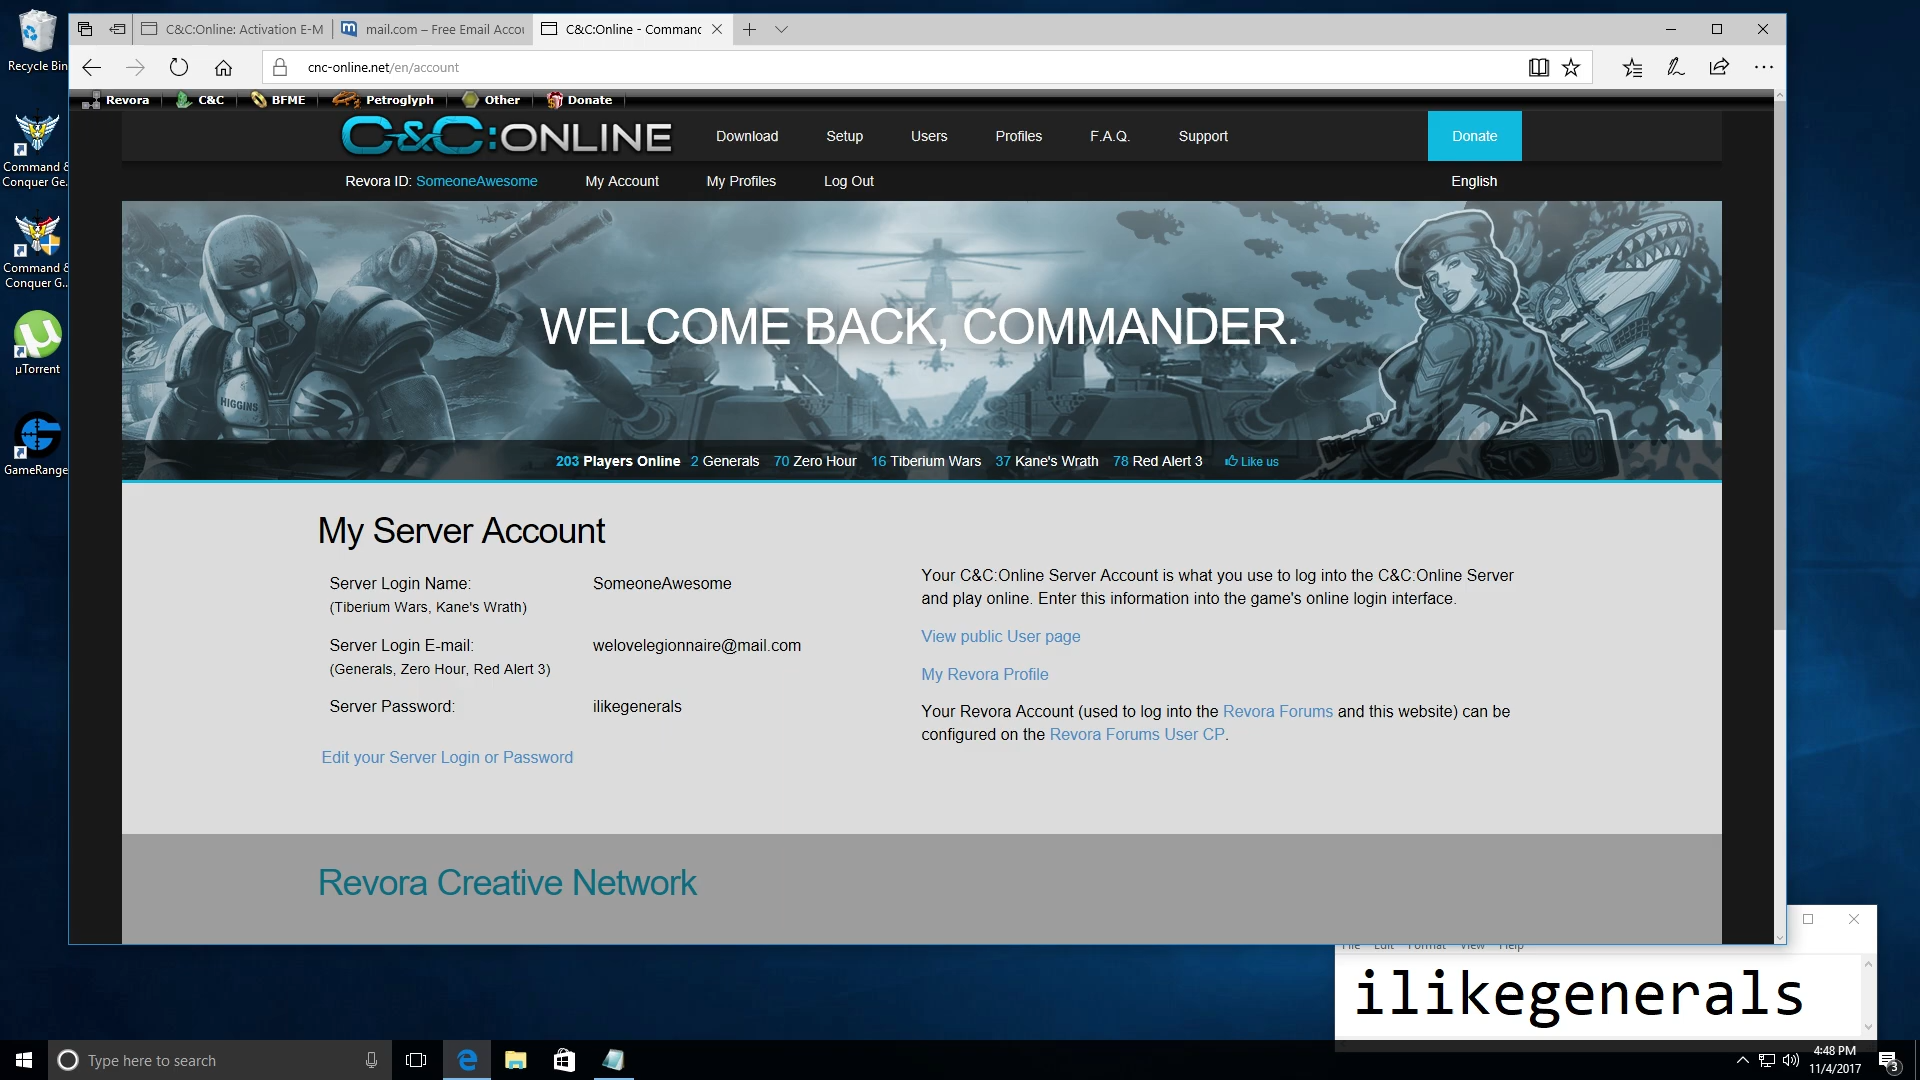 Recycle Bin
Command &
Conquer Ge...
Command &
Conquer G...
µTorrent
GameRange
C&C:Online: Activation E-M
mail.com – Free Email Accou
C&C:Online - Comman
cnc-online.net/en/account
Revora
C&C
BFME
Petroglyph
Other
Donate
C&C:ONLINE
Download
Setup
Users
Profiles
F.A.Q.
Support
Donate
Revora ID: SomeoneAwesome
My Account
My Profiles
Log Out
English
HIGGINS
WELCOME BACK, COMMANDER.
203 Players Online 2 Generals 70 Zero Hour 16 Tiberium Wars 37 Kane's Wrath 78 Red Alert 3 Like us
My Server Account
Server Login Name: SomeoneAwesome
(Tiberium Wars, Kane's Wrath)
Server Login E-mail: welovelegionnaire@mail.com
(Generals, Zero Hour, Red Alert 3)
Server Password: ilikegenerals
Edit your Server Login or Password
Your C&C:Online Server Account is what you use to log into the C&C:Online Server
and play online. Enter this information into the game's online login interface.
View public User page
My Revora Profile
Your Revora Account (used to log into the Revora Forums and this website) can be
configured on the Revora Forums User CP.
Revora Creative Network
File Edit Format View Help
ilikegenerals
Type here to search
4:48 PM
11/4/2017
3